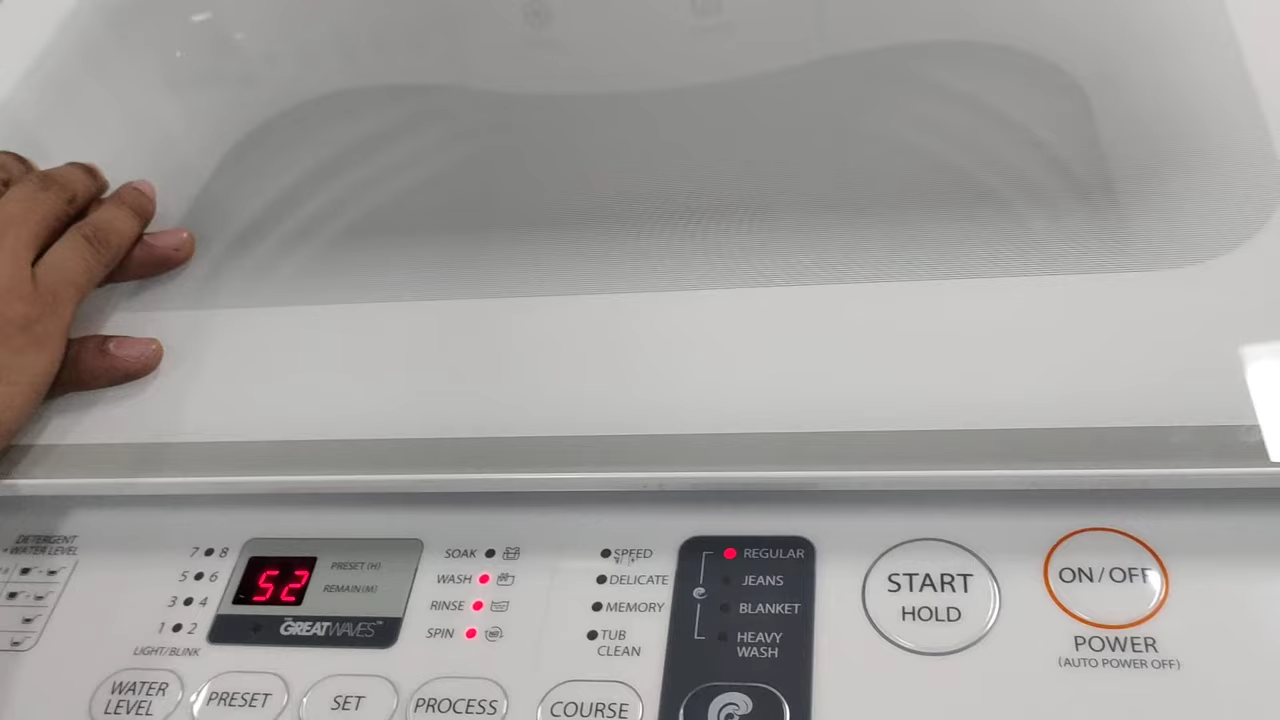 DETERGENT
WATER LEVEL
7 8
5 6
3 4
1 2
LIGHT/BLINK
52
PRESET (H)
REMAIN (M)
THE GREATWAVES™
SOAK
WASH
RINSE
SPIN
SPEED
DELICATE
MEMORY
TUB
CLEAN
REGULAR
JEANS
BLANKET
HEAVY
WASH
START
HOLD
ON/OFF
POWER
(AUTO POWER OFF)
WATER
LEVEL
PRESET
SET
PROCESS
COURSE